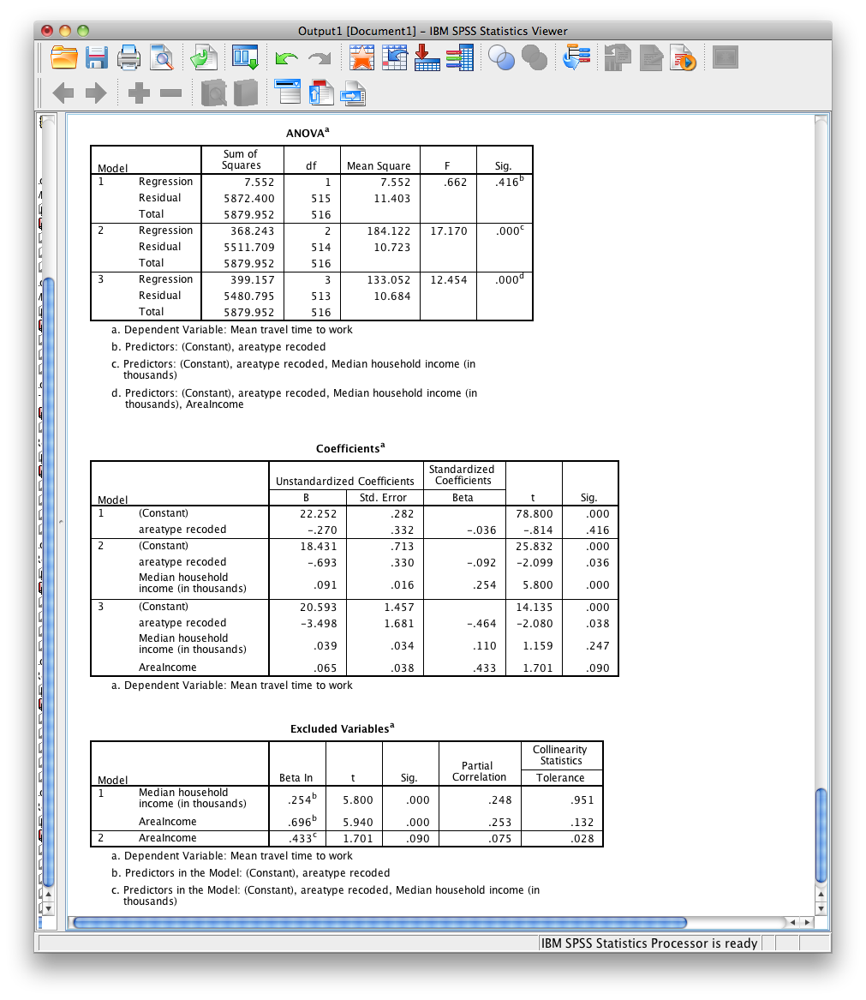 Output1 [Document1] – IBM SPSS Statistics Viewer
ANOVAa
Model Sum of Squares df Mean Square F Sig.
1 Regression 7.552 1 7.552 .662 .416b
Residual 5872.400 515 11.403
Total 5879.952 516
2 Regression 368.243 2 184.122 17.170 .000c
Residual 5511.709 514 10.723
Total 5879.952 516
3 Regression 399.157 3 133.052 12.454 .000d
Residual 5480.795 513 10.684
Total 5879.952 516
a. Dependent Variable: Mean travel time to work
b. Predictors: (Constant), areatype recoded
c. Predictors: (Constant), areatype recoded, Median household income (in
thousands)
d. Predictors: (Constant), areatype recoded, Median household income (in
thousands), AreaIncome
Coefficientsa
Unstandardized Coefficients Standardized Coefficients
Model B Std. Error Beta t Sig.
1 (Constant) 22.252 .282 78.800 .000
areatype recoded -.270 .332 -.036 -.814 .416
2 (Constant) 18.431 .713 25.832 .000
areatype recoded -.693 .330 -.092 -2.099 .036
Median household
income (in thousands) .091 .016 .254 5.800 .000
3 (Constant) 20.593 1.457 14.135 .000
areatype recoded -3.498 1.681 -.464 -2.080 .038
Median household
income (in thousands) .039 .034 .110 1.159 .247
AreaIncome .065 .038 .433 1.701 .090
a. Dependent Variable: Mean travel time to work
Excluded Variablesa
Collinearity Statistics
Model Beta In t Sig. Partial Correlation Tolerance
1 Median household
income (in thousands) .254b 5.800 .000 .248 .951
AreaIncome .696b 5.940 .000 .253 .132
2 AreaIncome .433c 1.701 .090 .075 .028
a. Dependent Variable: Mean travel time to work
b. Predictors in the Model: (Constant), areatype recoded
c. Predictors in the Model: (Constant), areatype recoded, Median household income (in
thousands)
IBM SPSS Statistics Processor is ready